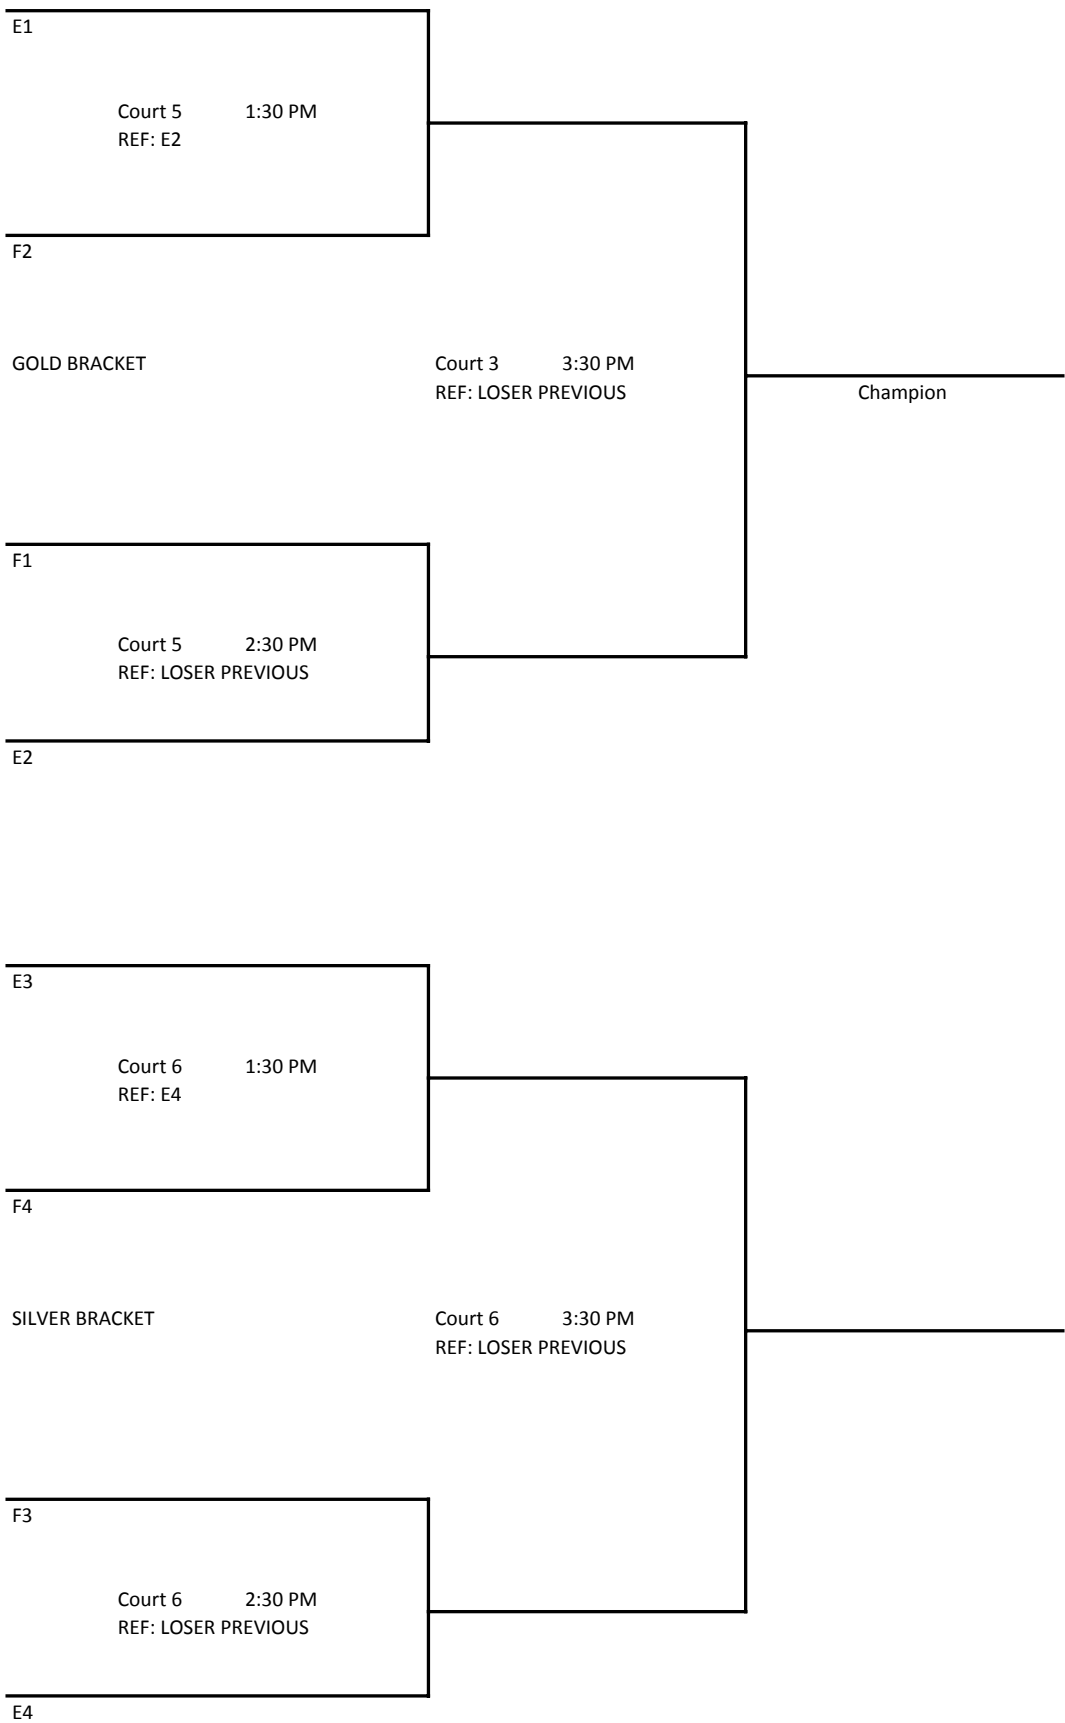 E1
Court 5 1:30 PM
REF: E2
F2
GOLD BRACKET Court 3 3:30 PM
REF: LOSER PREVIOUS Champion
F1
Court 5 2:30 PM
REF: LOSER PREVIOUS
E2
E3
Court 6 1:30 PM
REF: E4
F4
SILVER BRACKET Court 6 3:30 PM
REF: LOSER PREVIOUS
F3
Court 6 2:30 PM
REF: LOSER PREVIOUS
E4